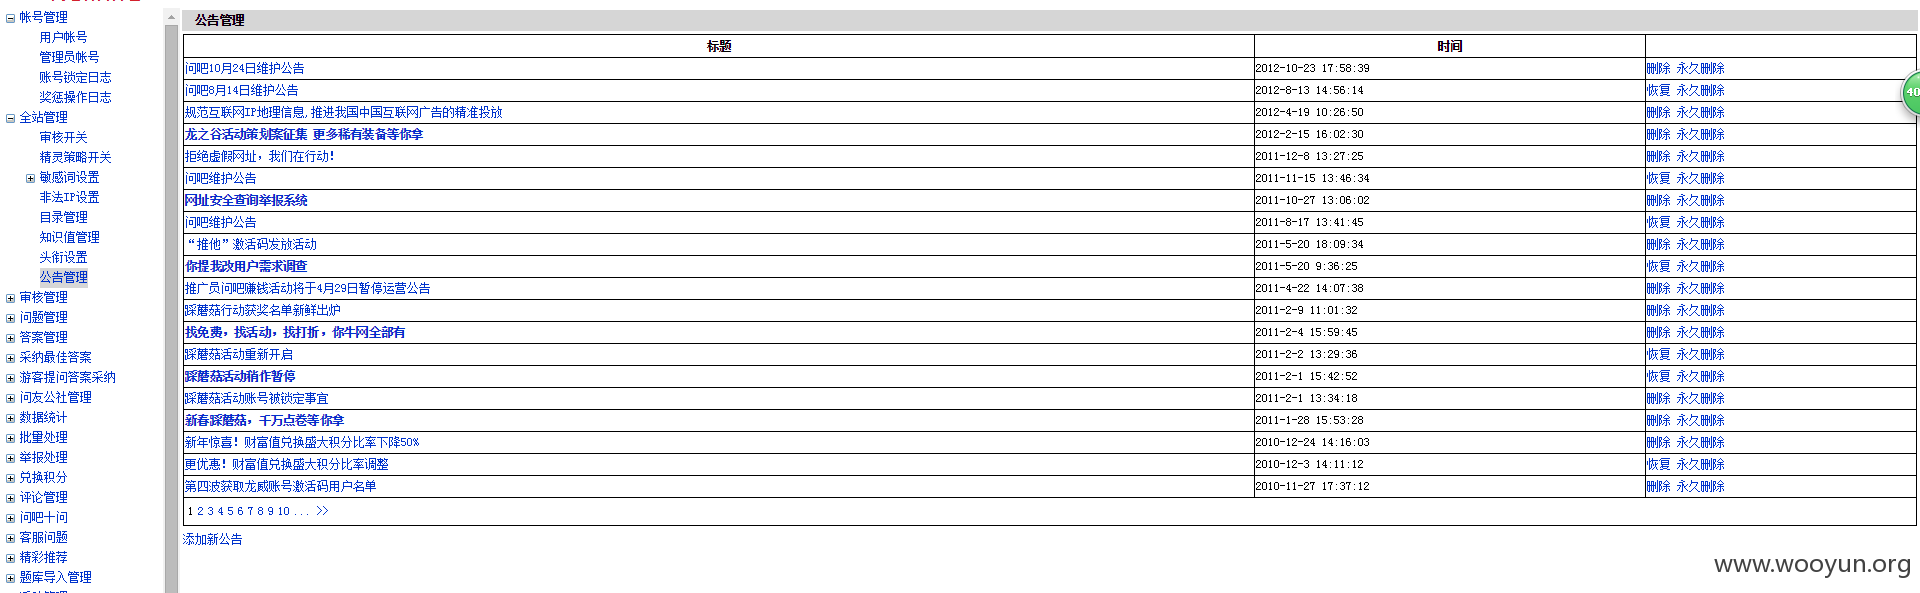 帐号管理
用户帐号
管理员帐号
账号锁定日志
奖惩操作日志
全站管理
审核开关
精灵策略开关
敏感词设置
非法IP设置
目录管理
知识值管理
头衔设置
公告管理
审核管理
问题管理
答案管理
采纳最佳答案
游客提问答案采纳
问友公社管理
数据统计
批量处理
举报处理
兑换积分
评论管理
问吧十问
客服问题
精彩推荐
题库导入管理
公告管理
标题 时间
问吧10月24日维护公告 2012-10-23 17:58:39 删除 永久删除
问吧8月14日维护公告 2012-8-13 14:56:14 恢复 永久删除
规范互联网IP地理信息,推进我国中国互联网广告的精准投放 2012-4-19 10:26:50 删除 永久删除
龙之谷活动策划案征集 更多稀有装备等你拿 2012-2-15 16:02:30 删除 永久删除
拒绝虚假网址，我们在行动！ 2011-12-8 13:27:25 删除 永久删除
问吧维护公告 2011-11-15 13:46:34 恢复 永久删除
网址安全查询举报系统 2011-10-27 13:06:02 删除 永久删除
问吧维护公告 2011-8-17 13:41:45 恢复 永久删除
“推他”激活码发放活动 2011-5-20 18:09:34 删除 永久删除
你提我改用户需求调查 2011-5-20 9:36:25 恢复 永久删除
推广员问吧赚钱活动将于4月29日暂停运营公告 2011-4-22 14:07:38 删除 永久删除
踩蘑菇行动获奖名单新鲜出炉 2011-2-9 11:01:32 删除 永久删除
找免费，找活动，找打折，你牛网全部有 2011-2-4 15:59:45 删除 永久删除
踩蘑菇活动重新开启 2011-2-2 13:29:36 恢复 永久删除
踩蘑菇活动稍作暂停 2011-2-1 15:42:52 恢复 永久删除
踩蘑菇活动账号被锁定事宜 2011-2-1 13:34:18 删除 永久删除
新春踩蘑菇，千万点卷等你拿 2011-1-28 15:53:28 删除 永久删除
新年惊喜！财富值兑换盛大积分比率下降50% 2010-12-24 14:16:03 删除 永久删除
更优惠！财富值兑换盛大积分比率调整 2010-12-3 14:11:12 恢复 永久删除
第四波获取龙威账号激活码用户名单 2010-11-27 17:37:12 删除 永久删除
1 2 3 4 5 6 7 8 9 10 ... >>
添加新公告
40
www.wooyun.org